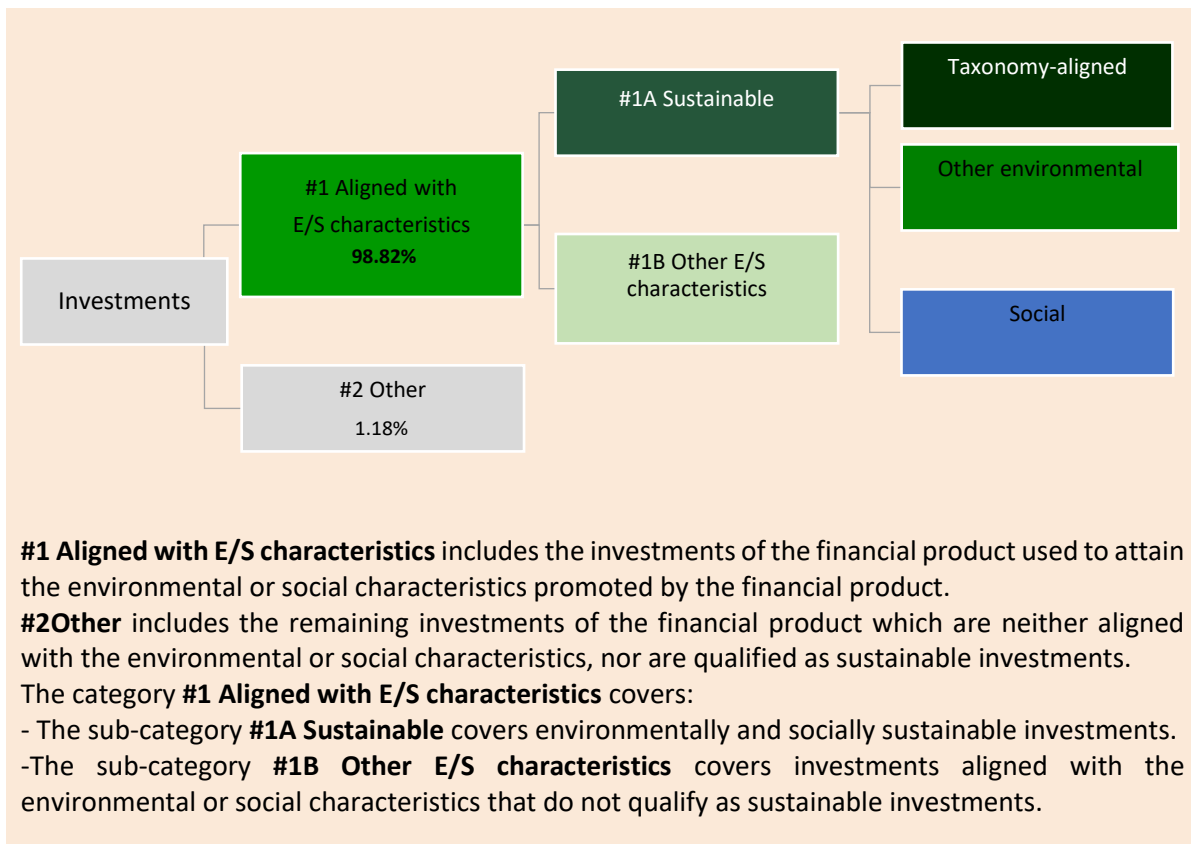 Taxonomy-aligned
#1A Sustainable
Other environmental
#1 Aligned with
E/S characteristics
98.82%
#1B Other E/S
characteristics
Investments
Social
#2 Other
1.18%
#1 Aligned with E/S characteristics includes the investments of the financial product used to attain
the environmental or social characteristics promoted by the financial product.
#2Other includes the remaining investments of the financial product which are neither aligned
with the environmental or social characteristics, nor are qualified as sustainable investments.
The category #1 Aligned with E/S characteristics covers:
- The sub-category #1A Sustainable covers environmentally and socially sustainable investments.
-The sub-category #1B Other E/S characteristics covers investments aligned with the
environmental or social characteristics that do not qualify as sustainable investments.